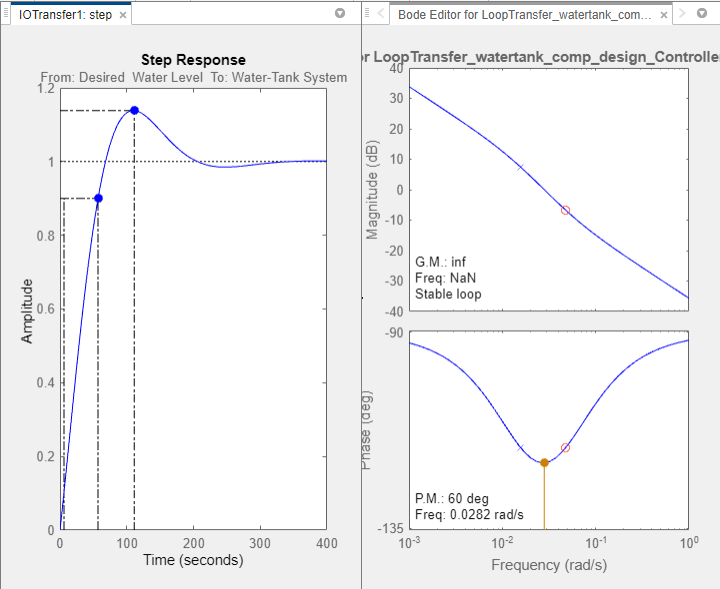 IOTransfer1: step ×
Bode Editor for LoopTransfer_watertank_com... ×
Step Response
From: Desired Water Level To: Water-Tank System
1.2
1
0.8
0.6
0.4
0.2
0
Amplitude
0 100 200 300 400
Time (seconds)
or LoopTransfer_watertank_comp_design_Controller
40
30
20
10
0
-10
-20
-30
-40
Magnitude (dB)
G.M.: inf
Freq: NaN
Stable loop
-90
-135
Phase (deg)
P.M.: 60 deg
Freq: 0.0282 rad/s
10⁻³ 10⁻² 10⁻¹ 10⁰
Frequency (rad/s)